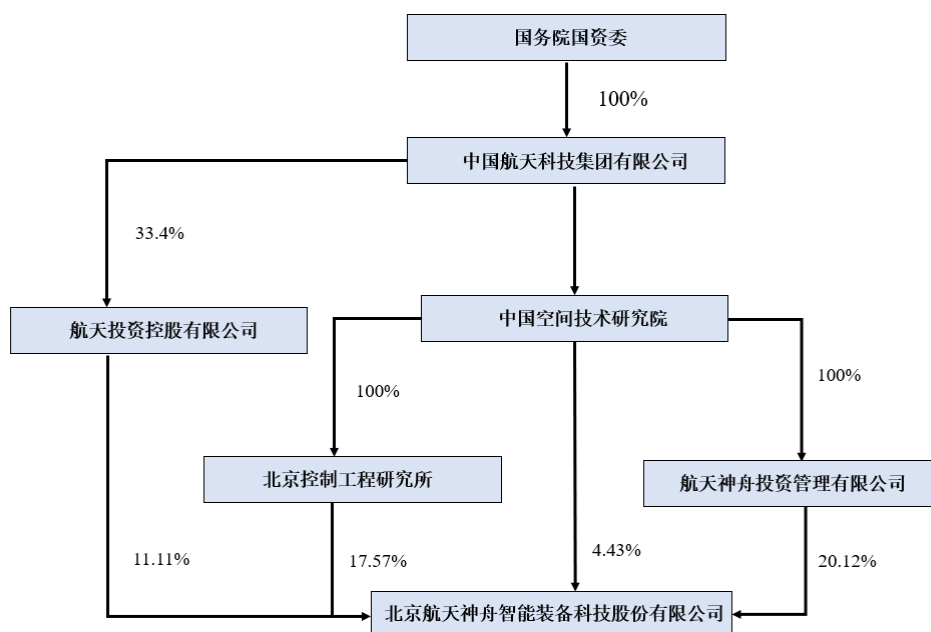 国务院国资委
100%
中国航天科技集团有限公司
33.4%
航天投资控股有限公司
中国空间技术研究院
100%
100%
北京控制工程研究所
航天神舟投资管理有限公司
11.11%
17.57%
4.43%
20.12%
北京航天神舟智能装备科技股份有限公司